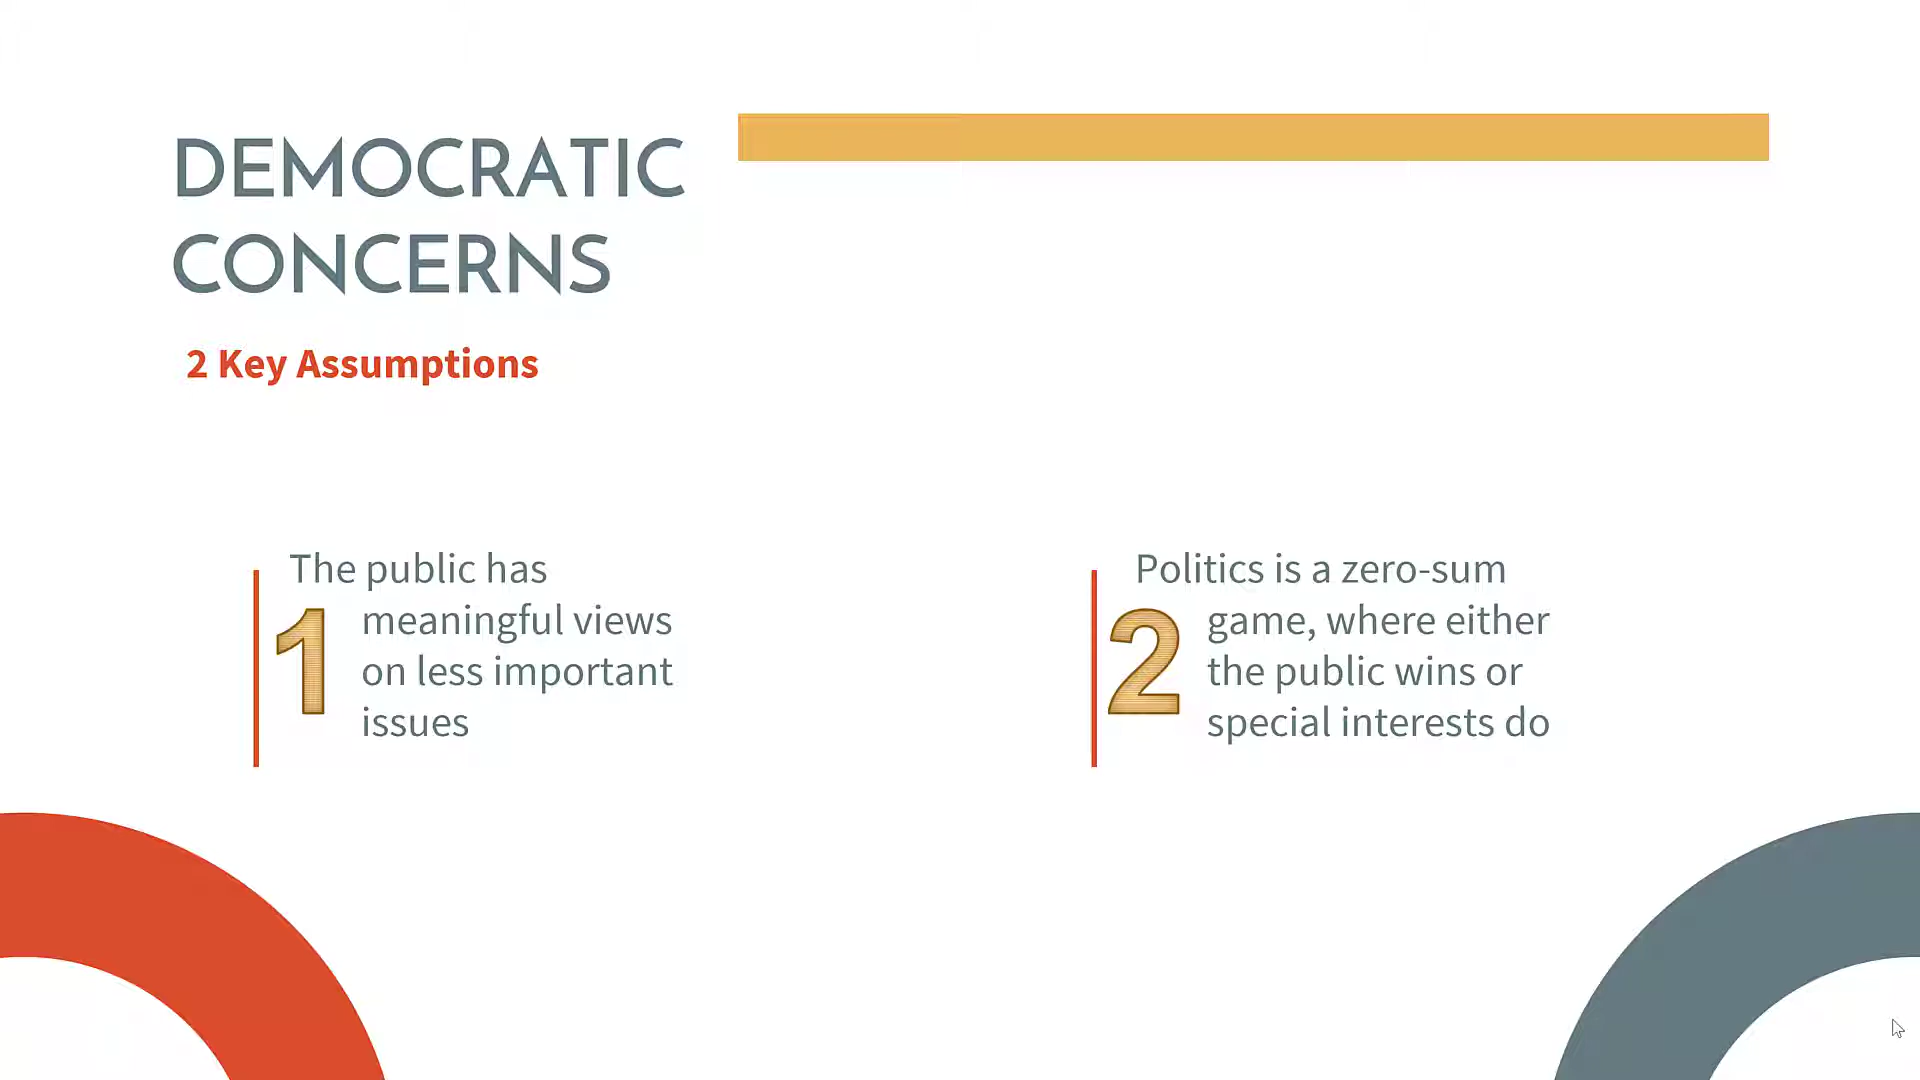 DEMOCRATIC
CONCERNS
2 Key Assumptions
The public has
1
meaningful views
on less important
issues
Politics is a zero-sum
2
game, where either
the public wins or
special interests do